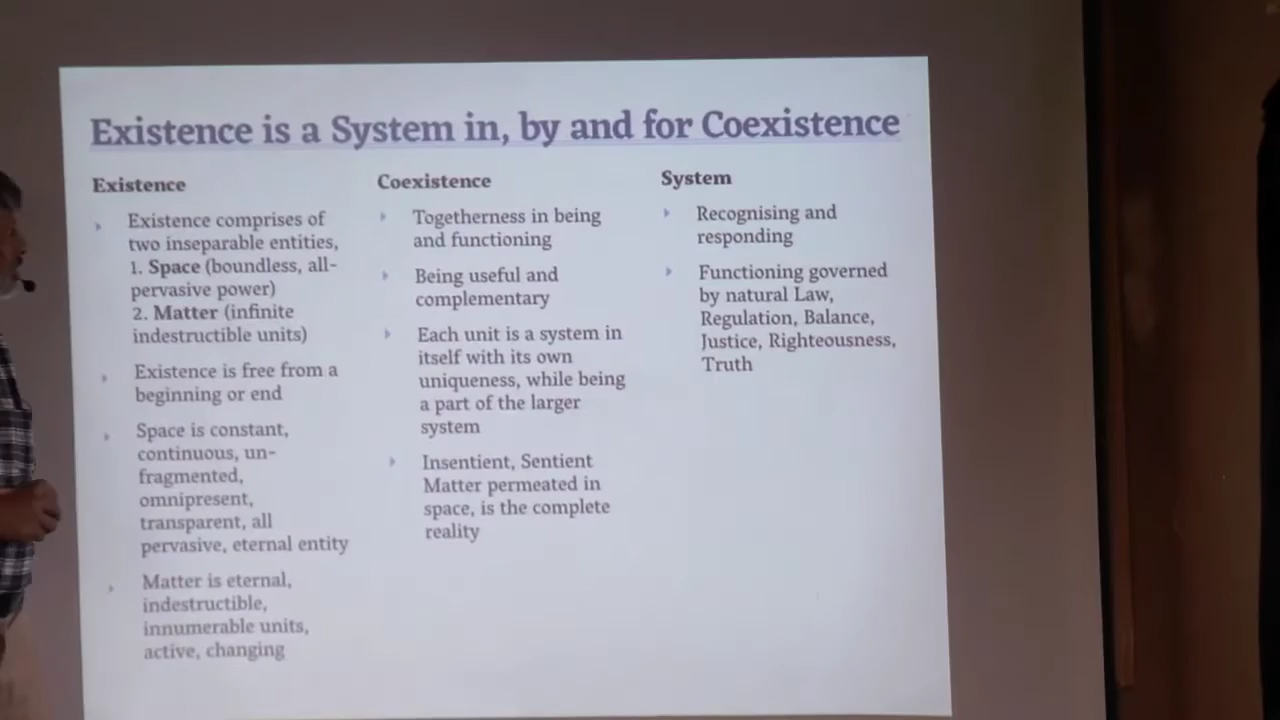 Existence is a System in, by and for Coexistence
Existence
Existence comprises of
two inseparable entities,
1. Space (boundless, all-
pervasive power)
2. Matter (infinite
indestructible units)
Existence is free from a
beginning or end
Space is constant,
continuous, un-
fragmented,
omnipresent,
transparent, all
pervasive, eternal entity
Matter is eternal,
indestructible,
innumerable units,
active, changing
Coexistence
Togetherness in being
and functioning
Being useful and
complementary
Each unit is a system in
itself with its own
uniqueness, while being
a part of the larger
system
Insentient, Sentient
Matter permeated in
space, is the complete
reality
System
Recognising and
responding
Functioning governed
by natural Law,
Regulation, Balance,
Justice, Righteousness,
Truth